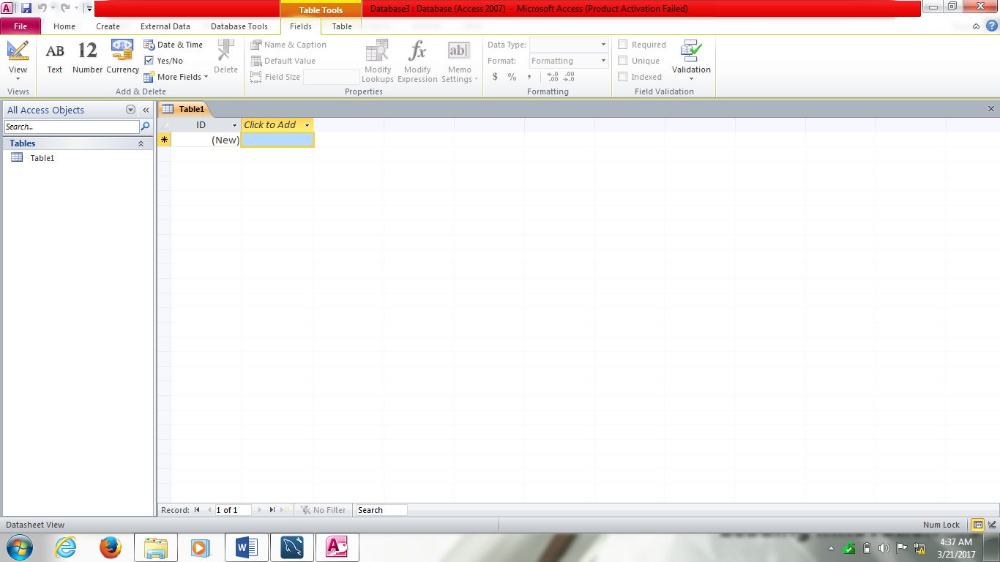 Table Tools
Database3 : Database (Access 2007) - Microsoft Access (Product Activation Failed)
File Home Create External Data Database Tools Fields Table
View
Views
AB Text
12 Number
Currency
Date & Time
Yes/No
More Fields
Delete
Add & Delete
Name & Caption
Default Value
Field Size
Modify Lookups
fx Modify Expression
ab Memo Settings
Properties
Data Type:
Format: Formatting
$ % , .00 .00
Formatting
Required
Unique
Indexed
Validation
Field Validation
All Access Objects
Search...
Tables
Table1
Table1
ID Click to Add
(New)
Record: 1 of 1 No Filter Search
Datasheet View Num Lock
4:37 AM
3/21/2017